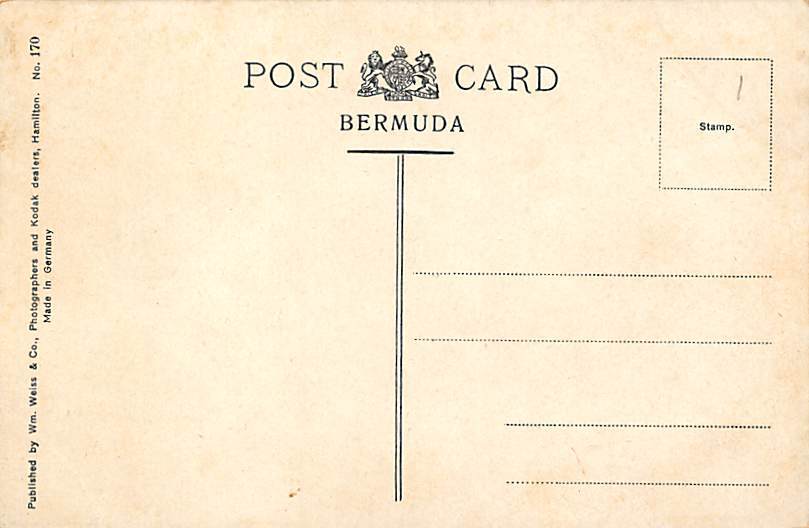 POST CARD
BERMUDA
Stamp.
Published by Wm. Weiss & Co., Photographers and Kodak dealers, Hamilton. No. 170
Made in Germany